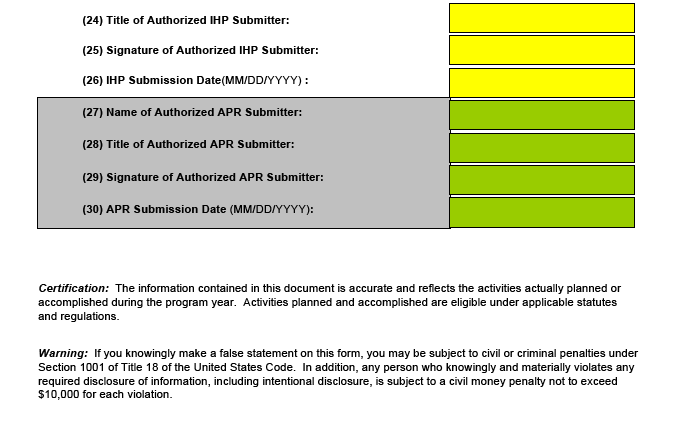 (24) Title of Authorized IHP Submitter:
(25) Signature of Authorized IHP Submitter:
(26) IHP Submission Date(MM/DD/YYYY) :
(27) Name of Authorized APR Submitter:
(28) Title of Authorized APR Submitter:
(29) Signature of Authorized APR Submitter:
(30) APR Submission Date (MM/DD/YYYY):
Certification: The information contained in this document is accurate and reflects the activities actually planned or
accomplished during the program year. Activities planned and accomplished are eligible under applicable statutes
and regulations.
Warning: If you knowingly make a false statement on this form, you may be subject to civil or criminal penalties under
Section 1001 of Title 18 of the United States Code. In addition, any person who knowingly and materially violates any
required disclosure of information, including intentional disclosure, is subject to a civil money penalty not to exceed
$10,000 for each violation.